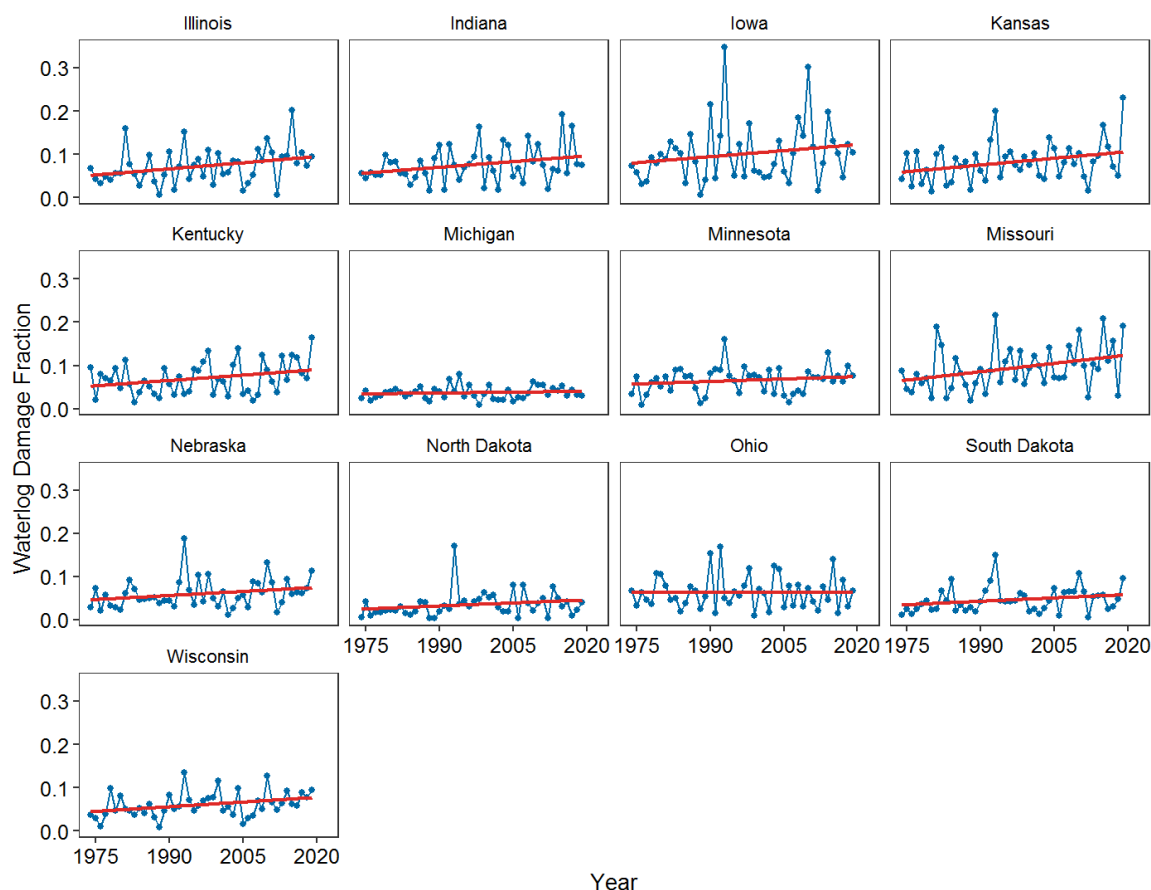 Illinois Indiana Iowa Kansas
0.3
0.2
0.1
0.0
Kentucky Michigan Minnesota Missouri
0.3
0.2
0.1
0.0
Nebraska North Dakota Ohio South Dakota
0.3
0.2
0.1
0.0
1975 1990 2005 2020 1975 1990 2005 2020 1975 1990 2005 2020
Wisconsin
0.3
0.2
0.1
0.0
1975 1990 2005 2020
Waterlog Damage Fraction
Year